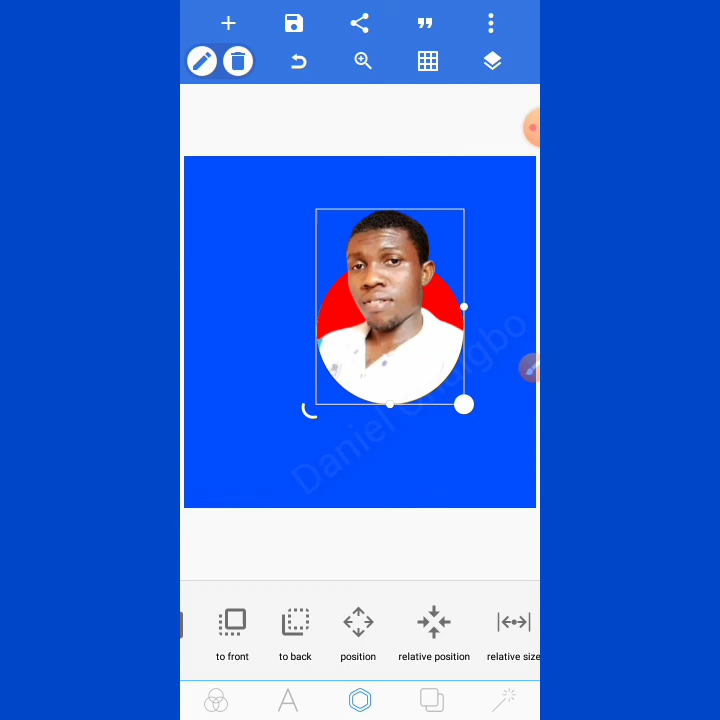 to front
to back
position
relative position
relative size